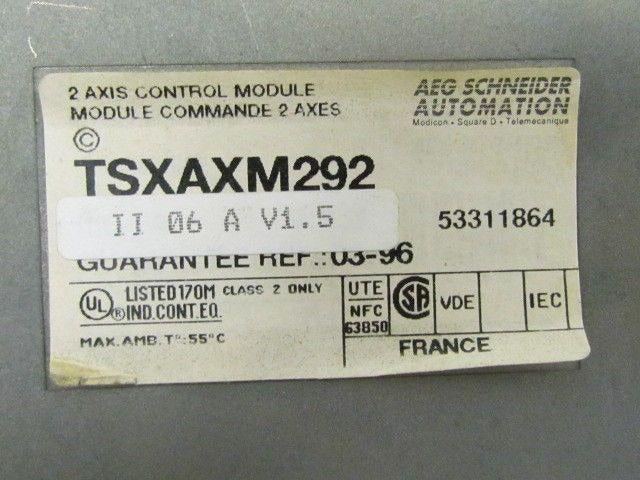 2 AXIS CONTROL MODULE
MODULE COMMANDE 2 AXES
©
AEG SCHNEIDER
AUTOMATION
Modicon - Square D - Telemecanique
TSXAXM292
II 06 A V1.5
53311864
GUARANTEE REF.: 03-96
UL ® LISTED 170M CLASS 2 ONLY
IND.CONT.EQ.
MAX.AMB.T°:55°C
UTE
NFC
63850
SA
VDE
IEC
FRANCE